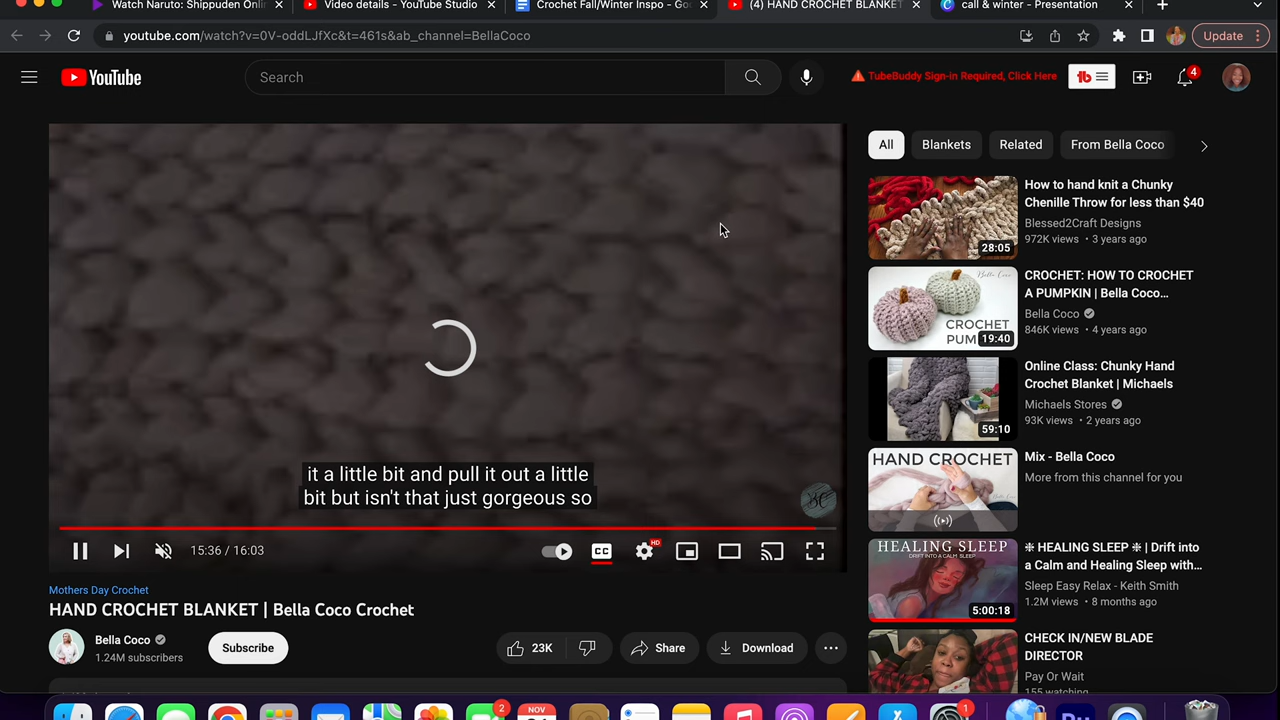 Watch Naruto: Shippuden Onli
Video details - YouTube Studio
Crochet Fall/Winter Inspo - Go
(4) HAND CROCHET BLANKET
call & winter - Presentation
youtube.com/watch?v=0V-oddLJfXc&t=461s&ab_channel=BellaCoco
Update
YouTube
Search
TubeBuddy Sign-in Required, Click Here
tb
4
All
Blankets
Related
From Bella Coco
How to hand knit a Chunky
Chenille Throw for less than $40
Blessed2Craft Designs
972K views • 3 years ago
28:05
CROCHET: HOW TO CROCHET
A PUMPKIN | Bella Coco...
Bella Coco
846K views • 4 years ago
Bella Coco
CROCHET
PUM
19:40
Online Class: Chunky Hand
Crochet Blanket | Michaels
Michaels Stores
93K views • 2 years ago
59:10
Mix - Bella Coco
More from this channel for you
HAND CROCHET
❈ HEALING SLEEP ❈ | Drift into
a Calm and Healing Sleep with...
Sleep Easy Relax - Keith Smith
1.2M views • 8 months ago
HEALING SLEEP
DRIFT INTO A CALM SLEEP
5:00:18
CHECK IN/NEW BLADE
DIRECTOR
Pay Or Wait
155 watching
it a little bit and pull it out a little
bit but isn't that just gorgeous so
15:36 / 16:03
CC
HD
Mothers Day Crochet
HAND CROCHET BLANKET | Bella Coco Crochet
Bella Coco
1.24M subscribers
Subscribe
23K
Share
Download
2
NOV
1